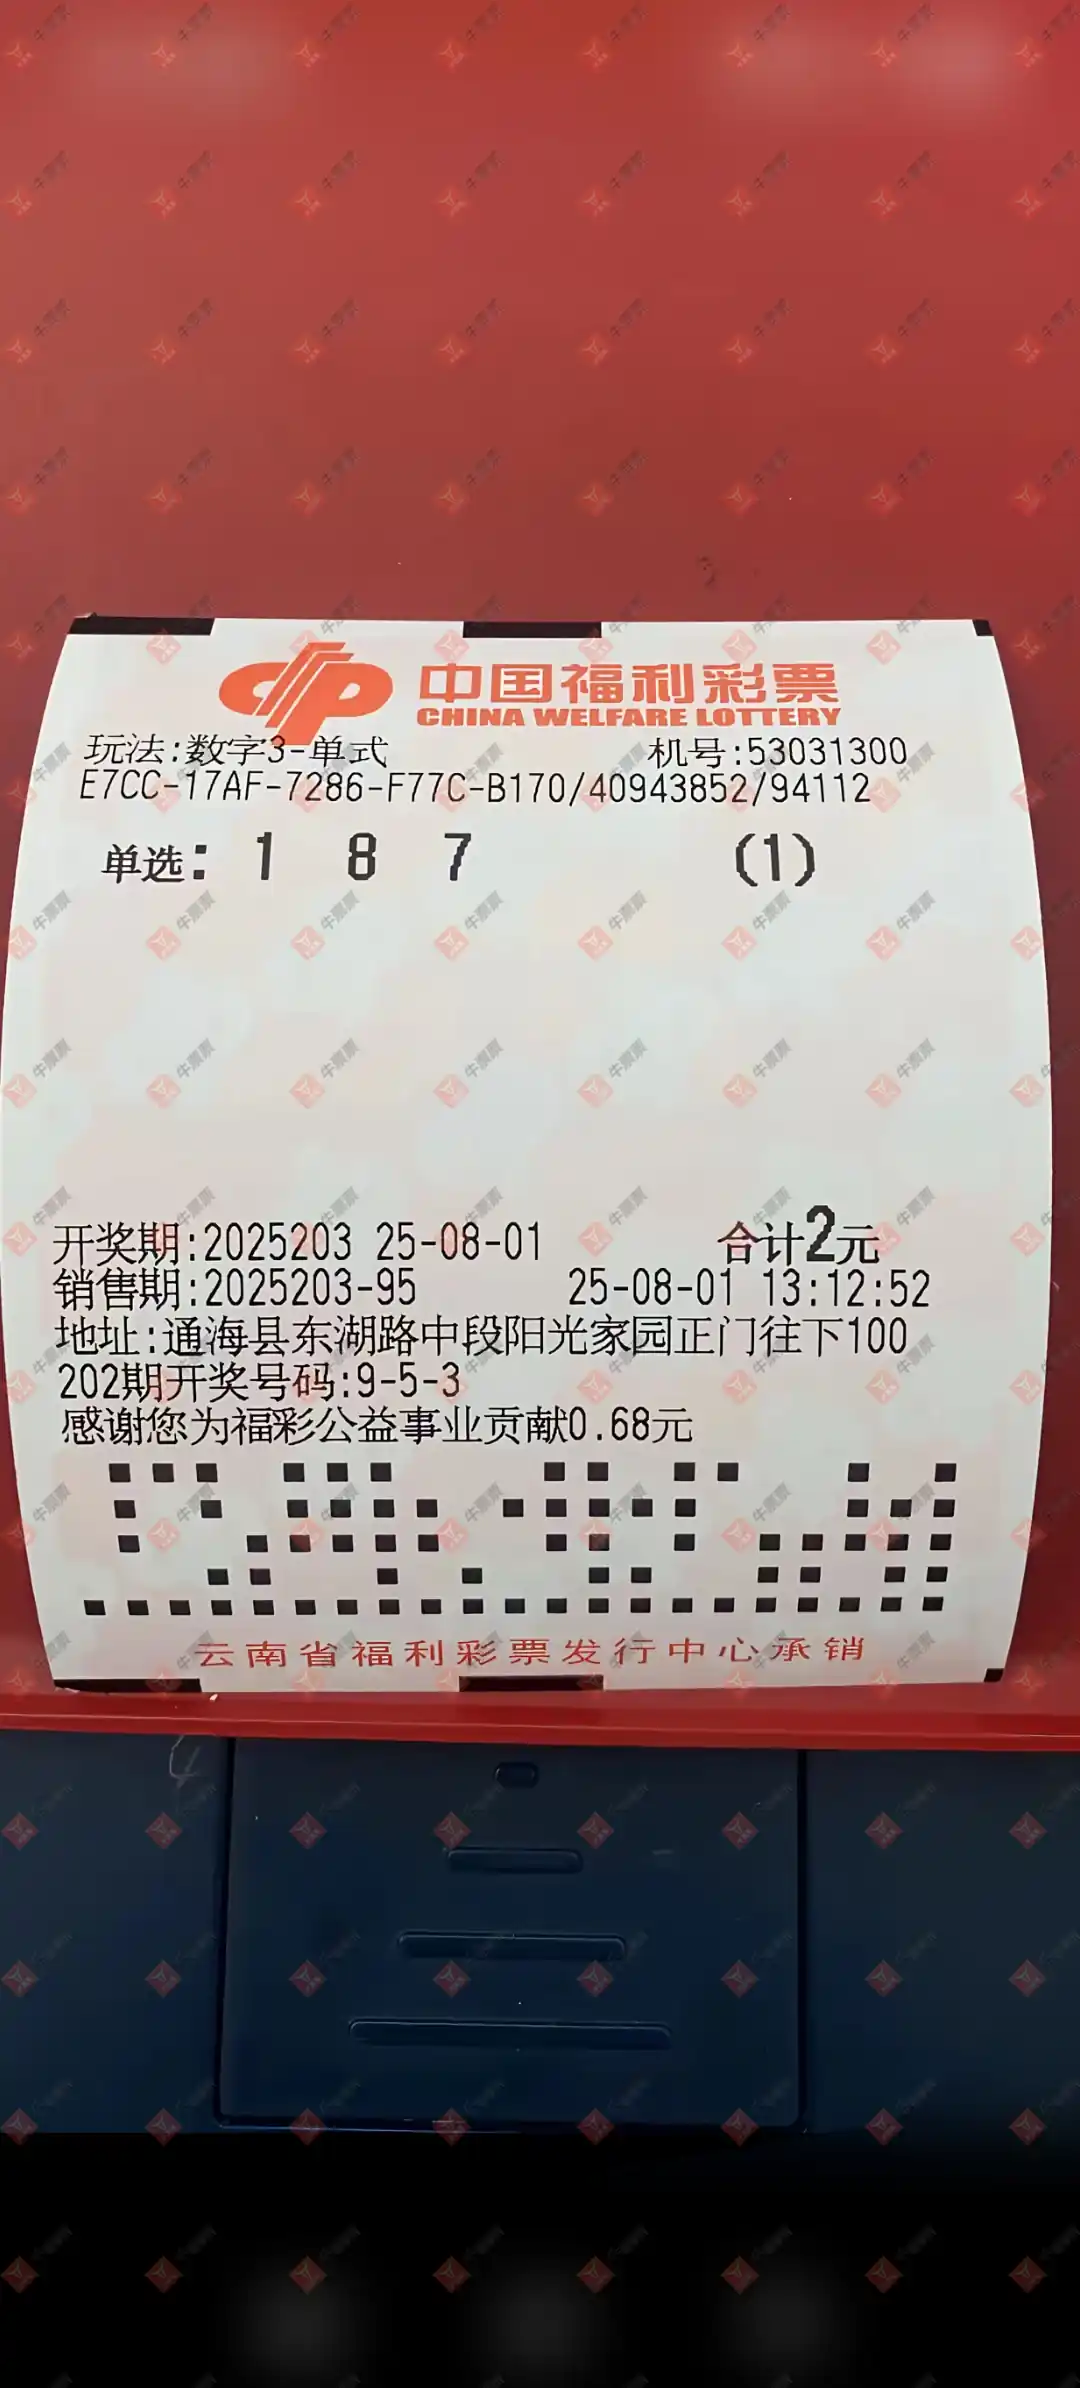 中国福利彩票
CHINA WELFARE LOTTERY
玩法:数字3-单式 机号:53031300
E7CC-17AF-7286-F77C-B170/40943852/94112
单选: 1 8 7 (1)
开奖期:2025203 25-08-01 合计2元
销售期:2025203-95 25-08-01 13:12:52
地址:通海县东湖路中段阳光家园正门往下100
202期开奖号码:9-5-3
感谢您为福彩公益事业贡献0.68元
云南省福利彩票发行中心承销
牛票票